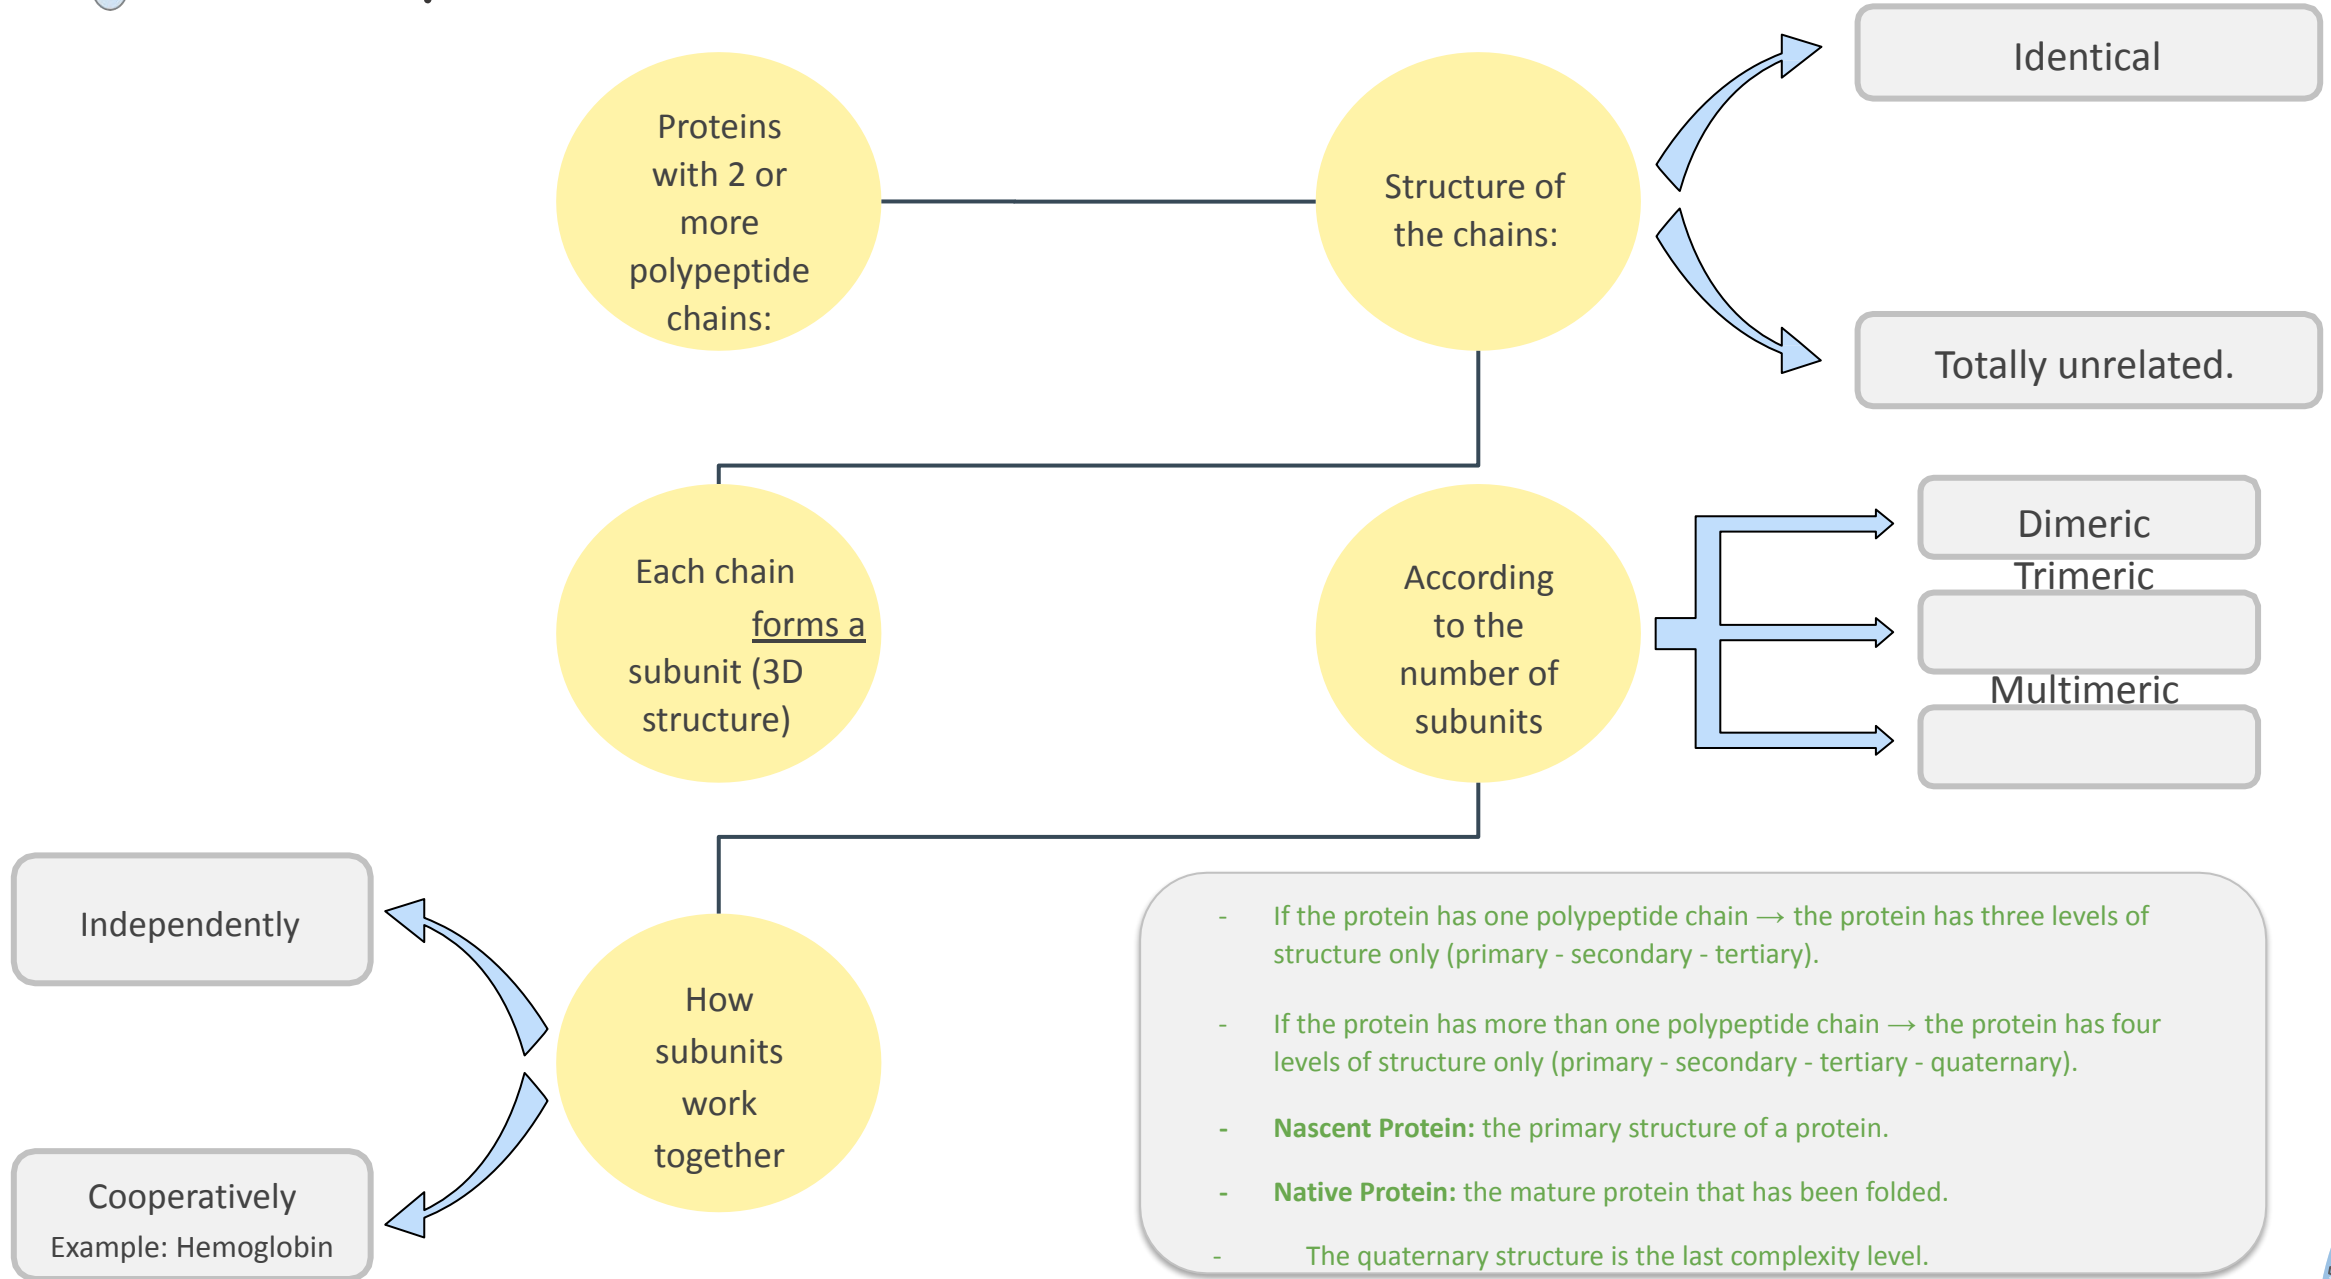 Proteins
with 2 or
more
polypeptide
chains:
Structure of
the chains:
Identical
Totally unrelated.
Each chain
forms a
subunit (3D
structure)
According
to the
number of
subunits
Dimeric
Trimeric
Multimeric
How
subunits
work
together
Independently
Cooperatively
Example: Hemoglobin
- If the protein has one polypeptide chain → the protein has three levels of
structure only (primary - secondary - tertiary).
- If the protein has more than one polypeptide chain → the protein has four
levels of structure only (primary - secondary - tertiary - quaternary).
- Nascent Protein: the primary structure of a protein.
- Native Protein: the mature protein that has been folded.
- The quaternary structure is the last complexity level.